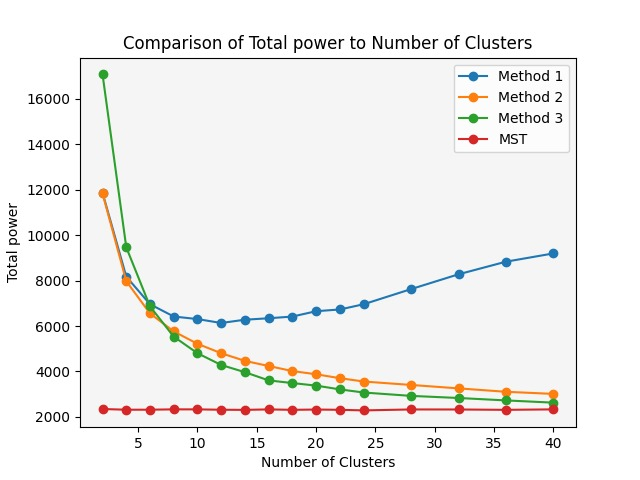 Comparison of Total power to Number of Clusters
Method 1
Method 2
Method 3
MST
Total power
16000
14000
12000
10000
8000
6000
4000
2000
5 10 15 20 25 30 35 40
Number of Clusters